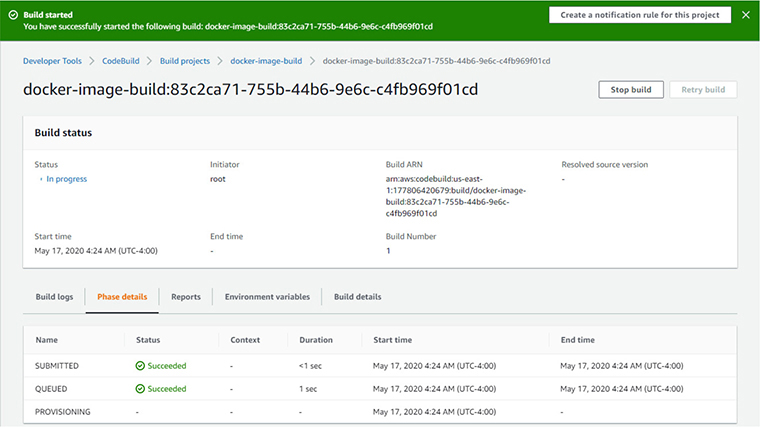 Build started
You have successfully started the following build: docker-image-build:83c2ca71-755b-44b6-9e6c-c4fb969f01cd
Create a notification rule for this project
Developer Tools > CodeBuild > Build projects > docker-image-build > docker-image-build:83c2ca71-755b-44b6-9e6c-c4fb969f01cd
docker-image-build:83c2ca71-755b-44b6-9e6c-c4fb969f01cd
Stop build
Retry build
Build status
Status
In progress
Initiator
root
Build ARN
arn:aws:codebuild:us-east-
1:177806420679:build/docker-image-
build:83c2ca71-755b-44b6-9e6c-
c4fb969f01cd
Resolved source version
-
Start time
May 17, 2020 4:24 AM (UTC-4:00)
End time
-
Build Number
1
Build logs Phase details Reports Environment variables Build details
Name Status Context Duration Start time End time
SUBMITTED Succeeded - <1 sec May 17, 2020 4:24 AM (UTC-4:00) May 17, 2020 4:24 AM (UTC-4:00)
QUEUED Succeeded - 1 sec May 17, 2020 4:24 AM (UTC-4:00) May 17, 2020 4:24 AM (UTC-4:00)
PROVISIONING - - - May 17, 2020 4:24 AM (UTC-4:00) -